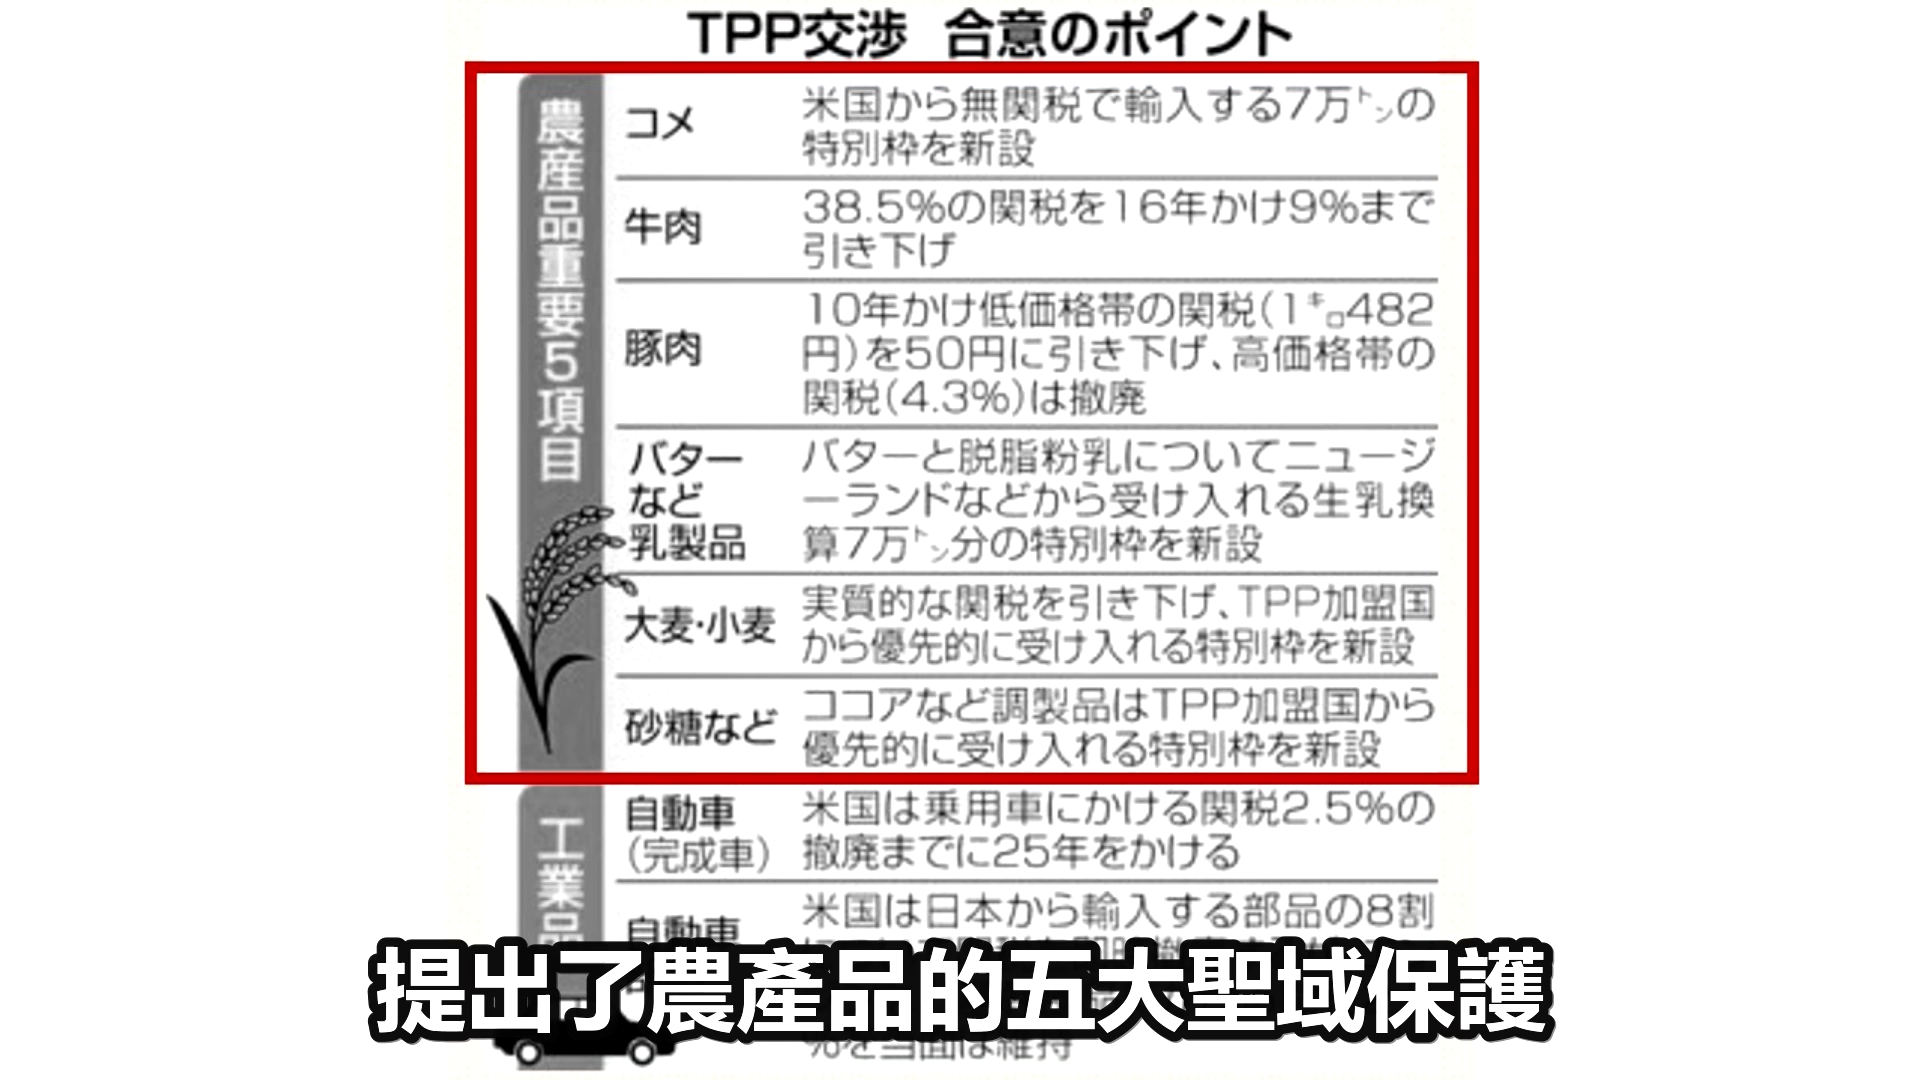 TPP交渉 合意のポイント
農産品重要5項目
コメ
米国から無関税で輸入する7万㌧の
特別枠を新設
牛肉
38.5%の関税を16年かけ9%まで
引き下げ
豚肉
10年かけ低価格帯の関税(1㌔482
円)を50円に引き下げ、高価格帯の
関税(4.3%)は撤廃
バター
など
乳製品
バターと脱脂粉乳についてニュージ
ーランドなどから受け入れる生乳換
算7万㌧分の特別枠を新設
大麦・小麦
実質的な関税を引き下げ、TPP加盟国
から優先的に受け入れる特別枠を新設
砂糖など
ココアなど調製品はTPP加盟国から
優先的に受け入れる特別枠を新設
工業品
自動車
(完成車)
米国は乗用車にかける関税2.5%の
撤廃までに25年をかける
自動車
米国は日本から輸入する部品の8割
%を当面は維持
提出了農產品的五大聖域保護